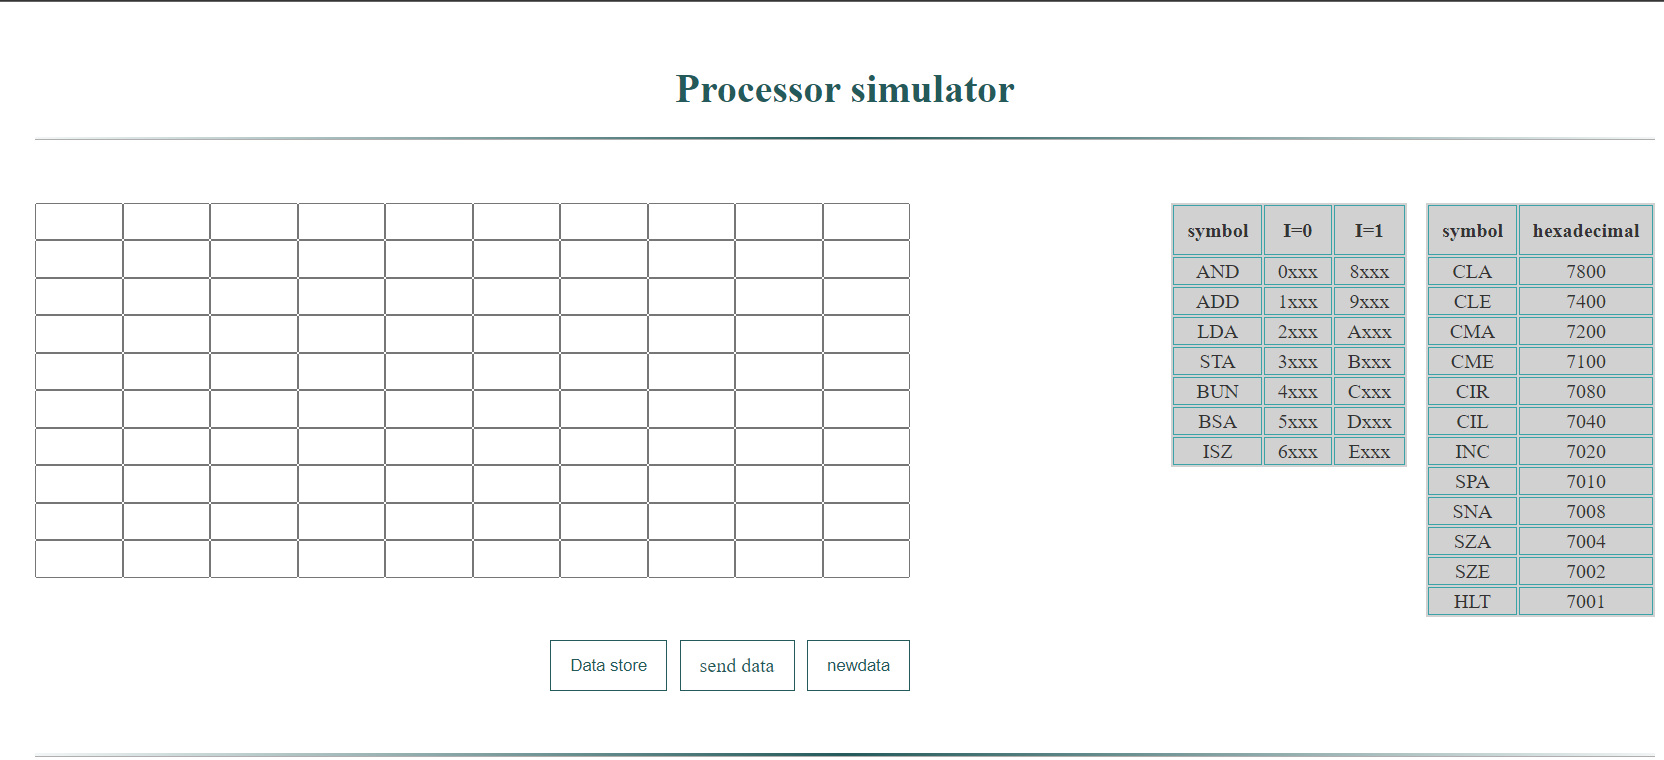 Processor simulator
symbol I=0 I=1
AND 0xxx 8xxx
ADD 1xxx 9xxx
LDA 2xxx Axxx
STA 3xxx Bxxx
BUN 4xxx Cxxx
BSA 5xxx Dxxx
ISZ 6xxx Exxx
symbol hexadecimal
CLA 7800
CLE 7400
CMA 7200
CME 7100
CIR 7080
CIL 7040
INC 7020
SPA 7010
SNA 7008
SZA 7004
SZE 7002
HLT 7001
Data store send data newdata